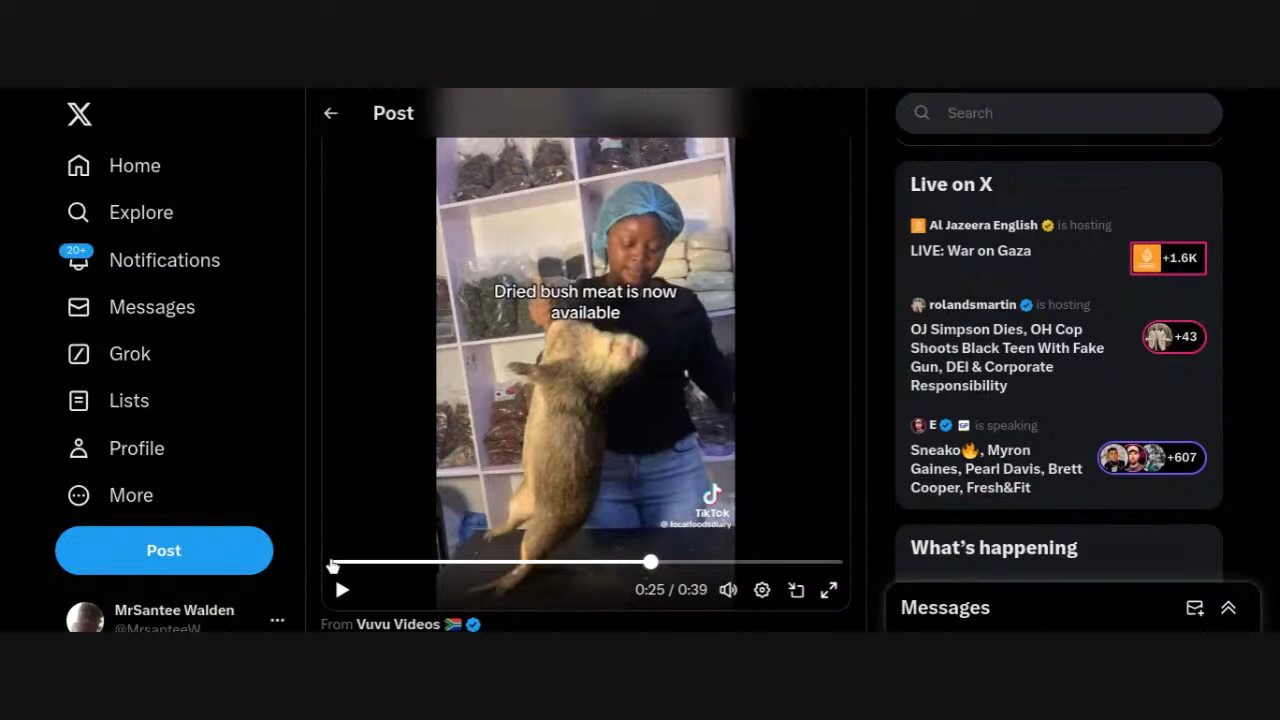 Post
Search
Home
Explore
20+
Notifications
Messages
Grok
Lists
Profile
More
Post
MrSantee Walden
@MrsanteeW
Dried bush meat is now
available
TikTok
@localfoodsdiary
0:25 / 0:39
From Vuvu Videos
Live on X
Al Jazeera English is hosting
LIVE: War on Gaza
+1.6K
rolandsmartin is hosting
OJ Simpson Dies, OH Cop
Shoots Black Teen With Fake
Gun, DEI & Corporate
Responsibility
+43
E GP is speaking
Sneako🔥, Myron
Gaines, Pearl Davis, Brett
Cooper, Fresh&Fit
+607
What's happening
Messages